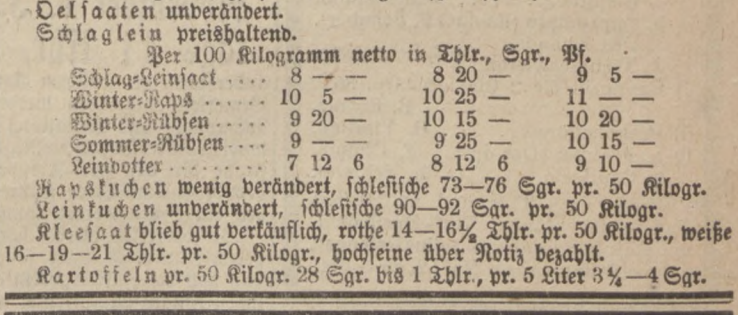 Oelsaaten unverändert.
Schlaglein preishaltend.
Per 100 Kilogramm netto in Thlr., Sgr., Pf.
Schlag-Leinsaat .... 8 — — 8 20 — 9 5 —
Winter-Raps ...... 10 5 — 10 25 — 11 — —
Winter-Rübsen ..... 9 20 — 10 15 — 10 20 —
Sommer-Rübsen .... 9 — — 9 25 — 10 15 —
Leindotter ......... 7 12 6 8 12 6 9 10 —
Rapskuchen wenig verändert, schlesische 73—76 Sgr. pr. 50 Kilogr.
Leinkuchen unverändert, schlesische 90—92 Sgr. pr. 50 Kilogr.
Kleesaat blieb gut verkäuflich, rothe 14—16½ Thlr. pr. 50 Kilogr., weiße
16—19—21 Thlr. pr. 50 Kilogr., hochfeine über Notiz bezahlt.
Kartoffeln pr. 50 Kilogr. 28 Sgr. bis 1 Thlr., pr. 5 Liter 3¾—4 Sgr.